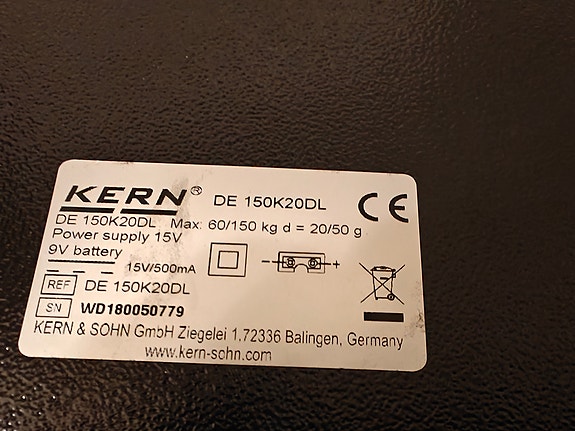 KERN® DE 150K20DL CE
DE 150K20DL Max: 60/150 kg d = 20/50 g
Power supply 15V
9V battery
15V/500mA
REF DE 150K20DL
SN WD180050779
KERN & SOHN GmbH Ziegelei 1,72336 Balingen, Germany
www.kern-sohn.com